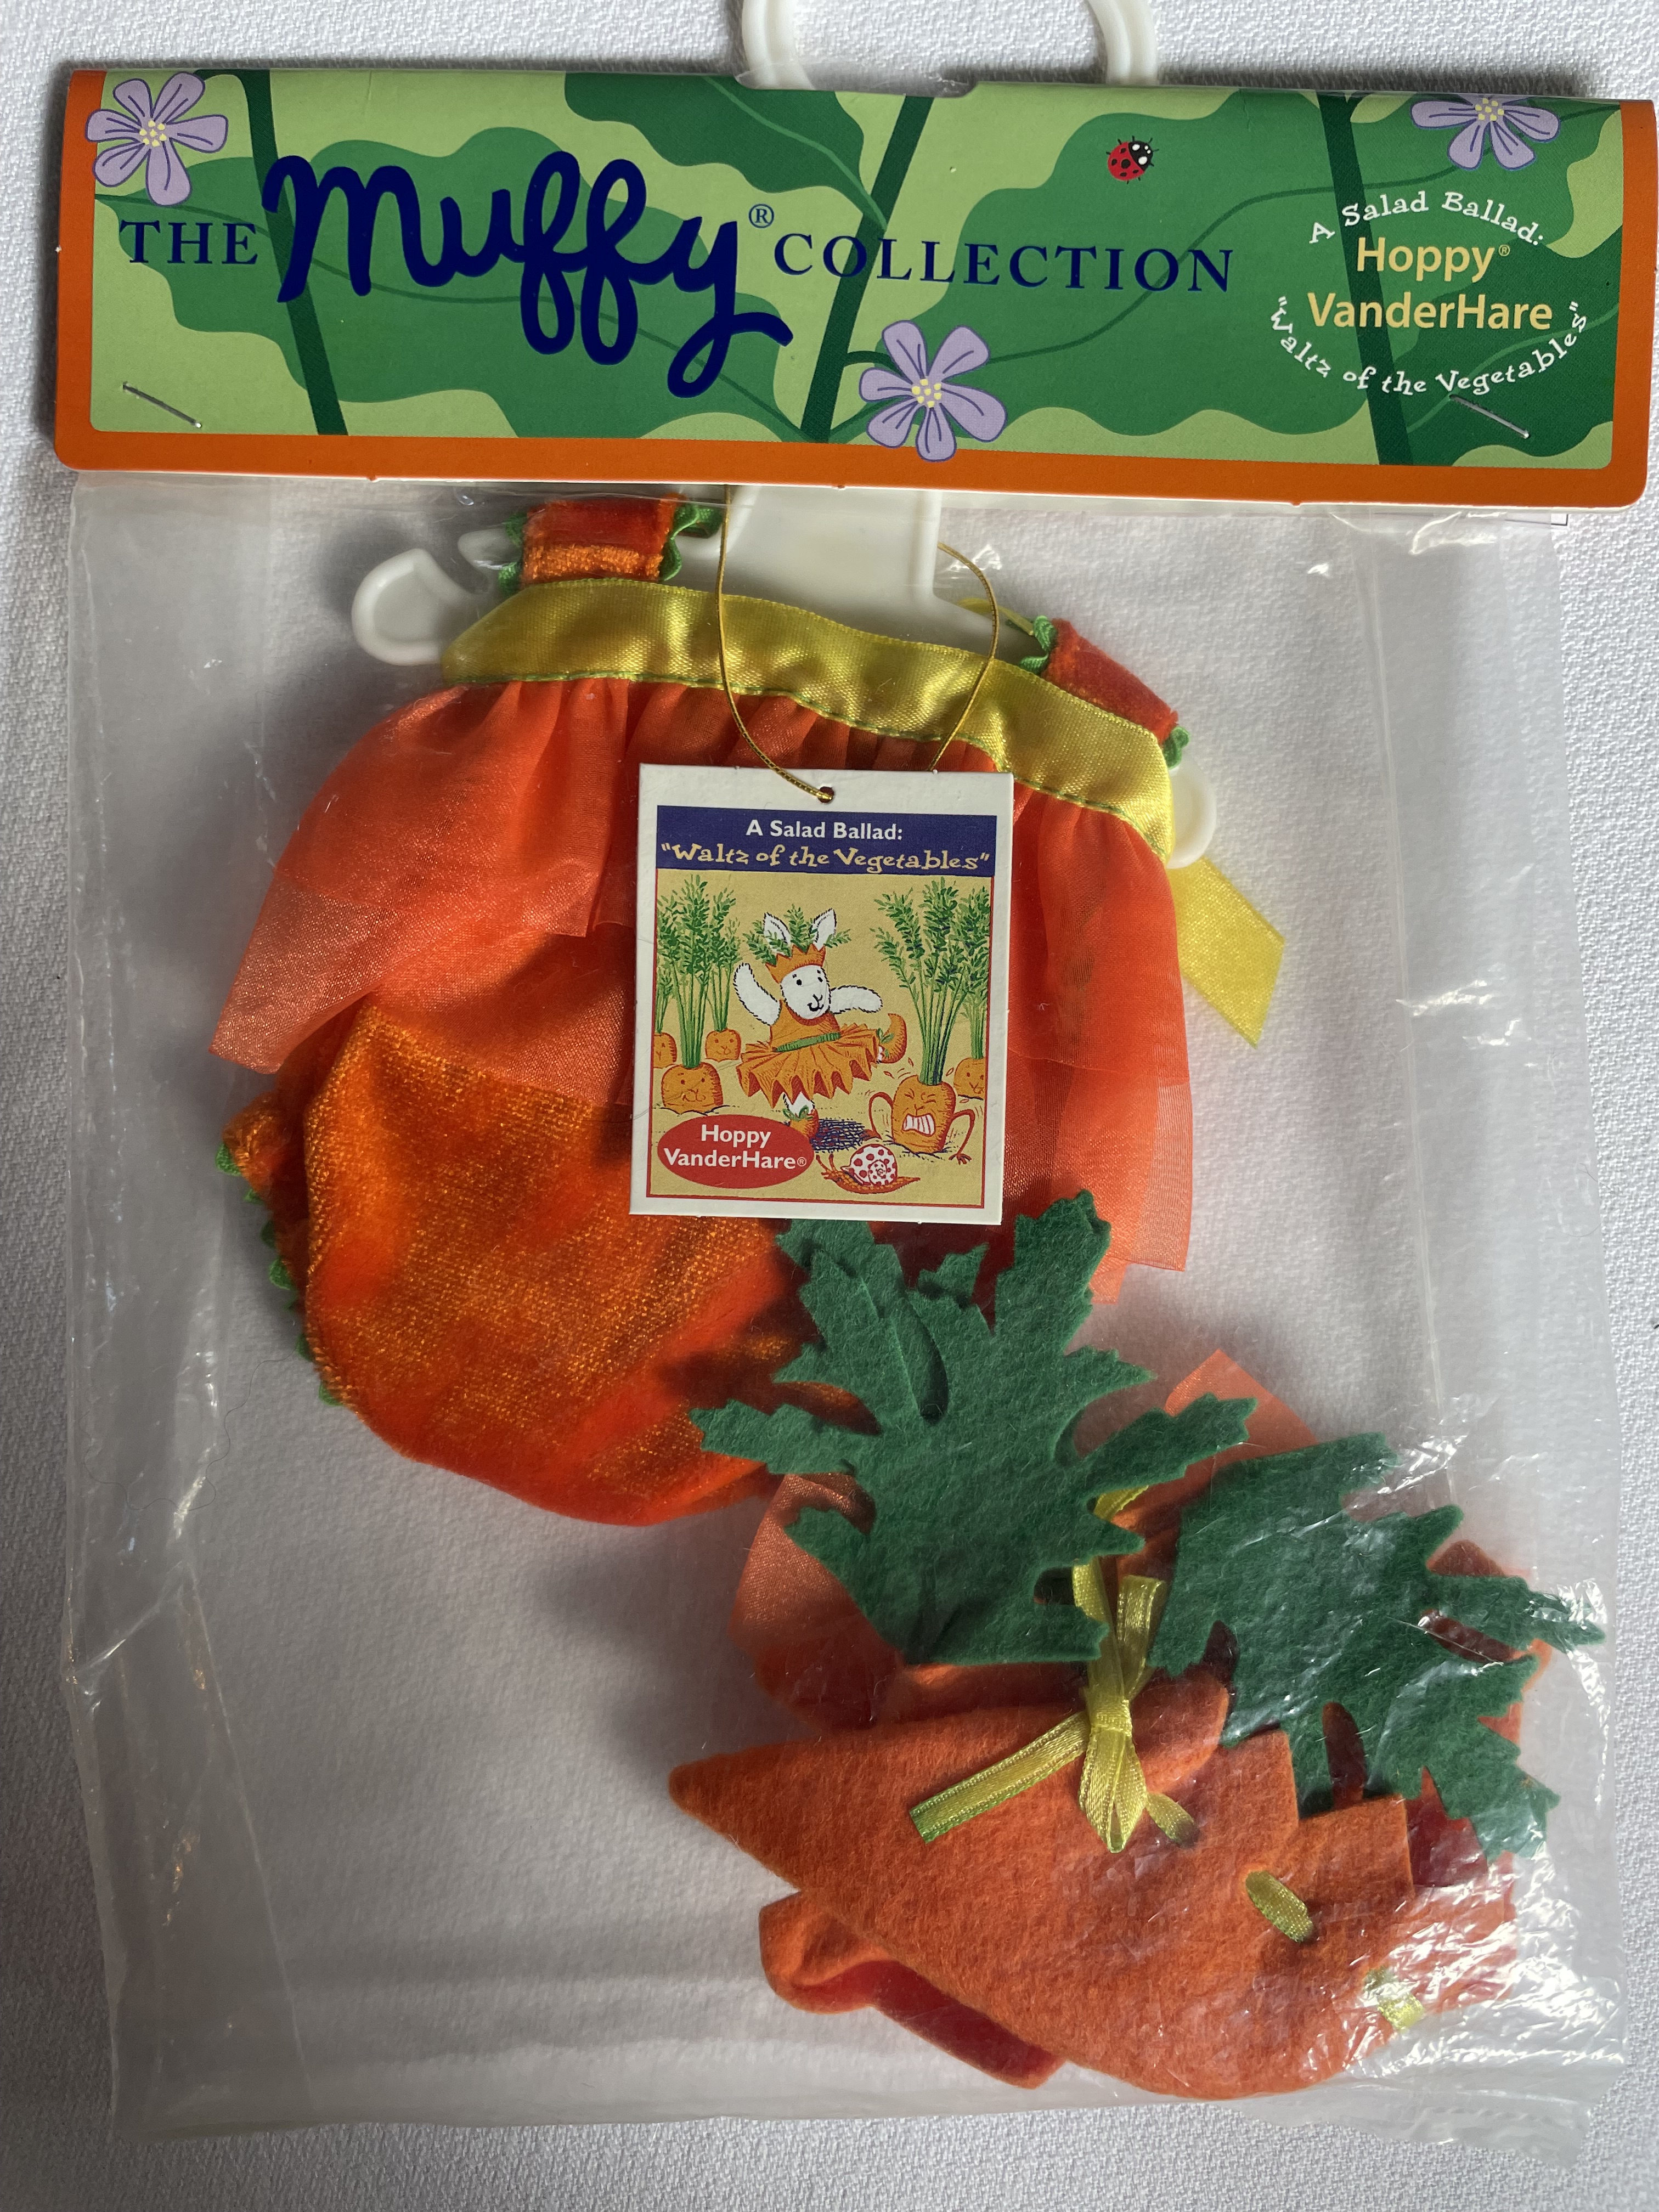 THE Muffy® COLLECTION
A Salad Ballad:
Hoppy®
VanderHare
"Waltz of the Vegetables"
A Salad Ballad:
"Waltz of the Vegetables"
Hoppy
VanderHare®